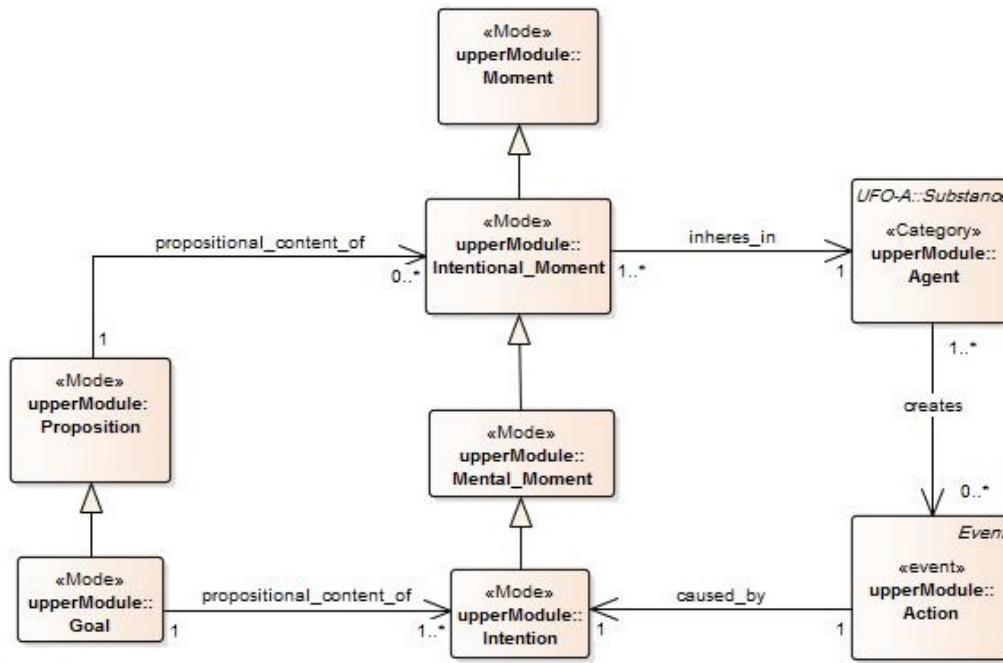 «Mode»
upperModule::
Moment
propositional_content_of
0..*
1
«Mode»
upperModule::
Intentional_Moment
inheres_in
1..*
1
UFO-A::Substance
«Category»
upperModule::
Agent
1..*
creates
0..*
«Mode»
upperModule:
Proposition
«Mode»
upperModule::
Mental_Moment
«Mode»
upperModule::
Goal
propositional_content_of
1
1..*
«Mode»
upperModule::
Intention
caused_by
1
1
Event
«event»
upperModule::
Action